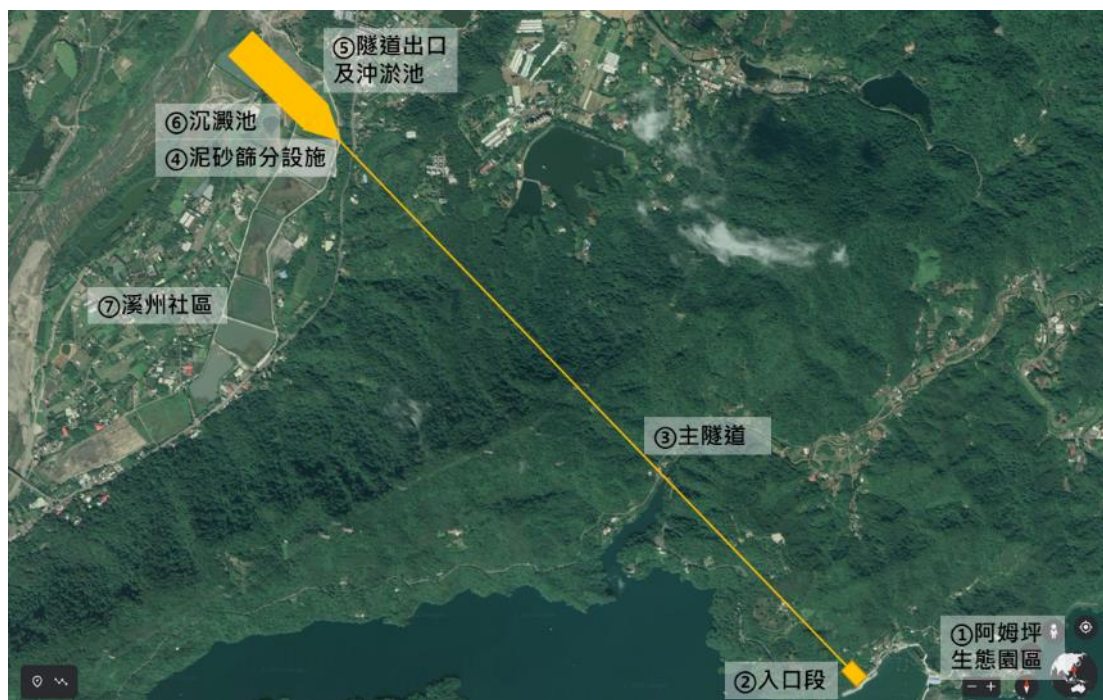 ⑤隧道出口
及沖淤池
⑥沉澱池
④泥砂篩分設施
⑦溪州社區
③主隧道
①阿姆坪
生態園區
②入口段